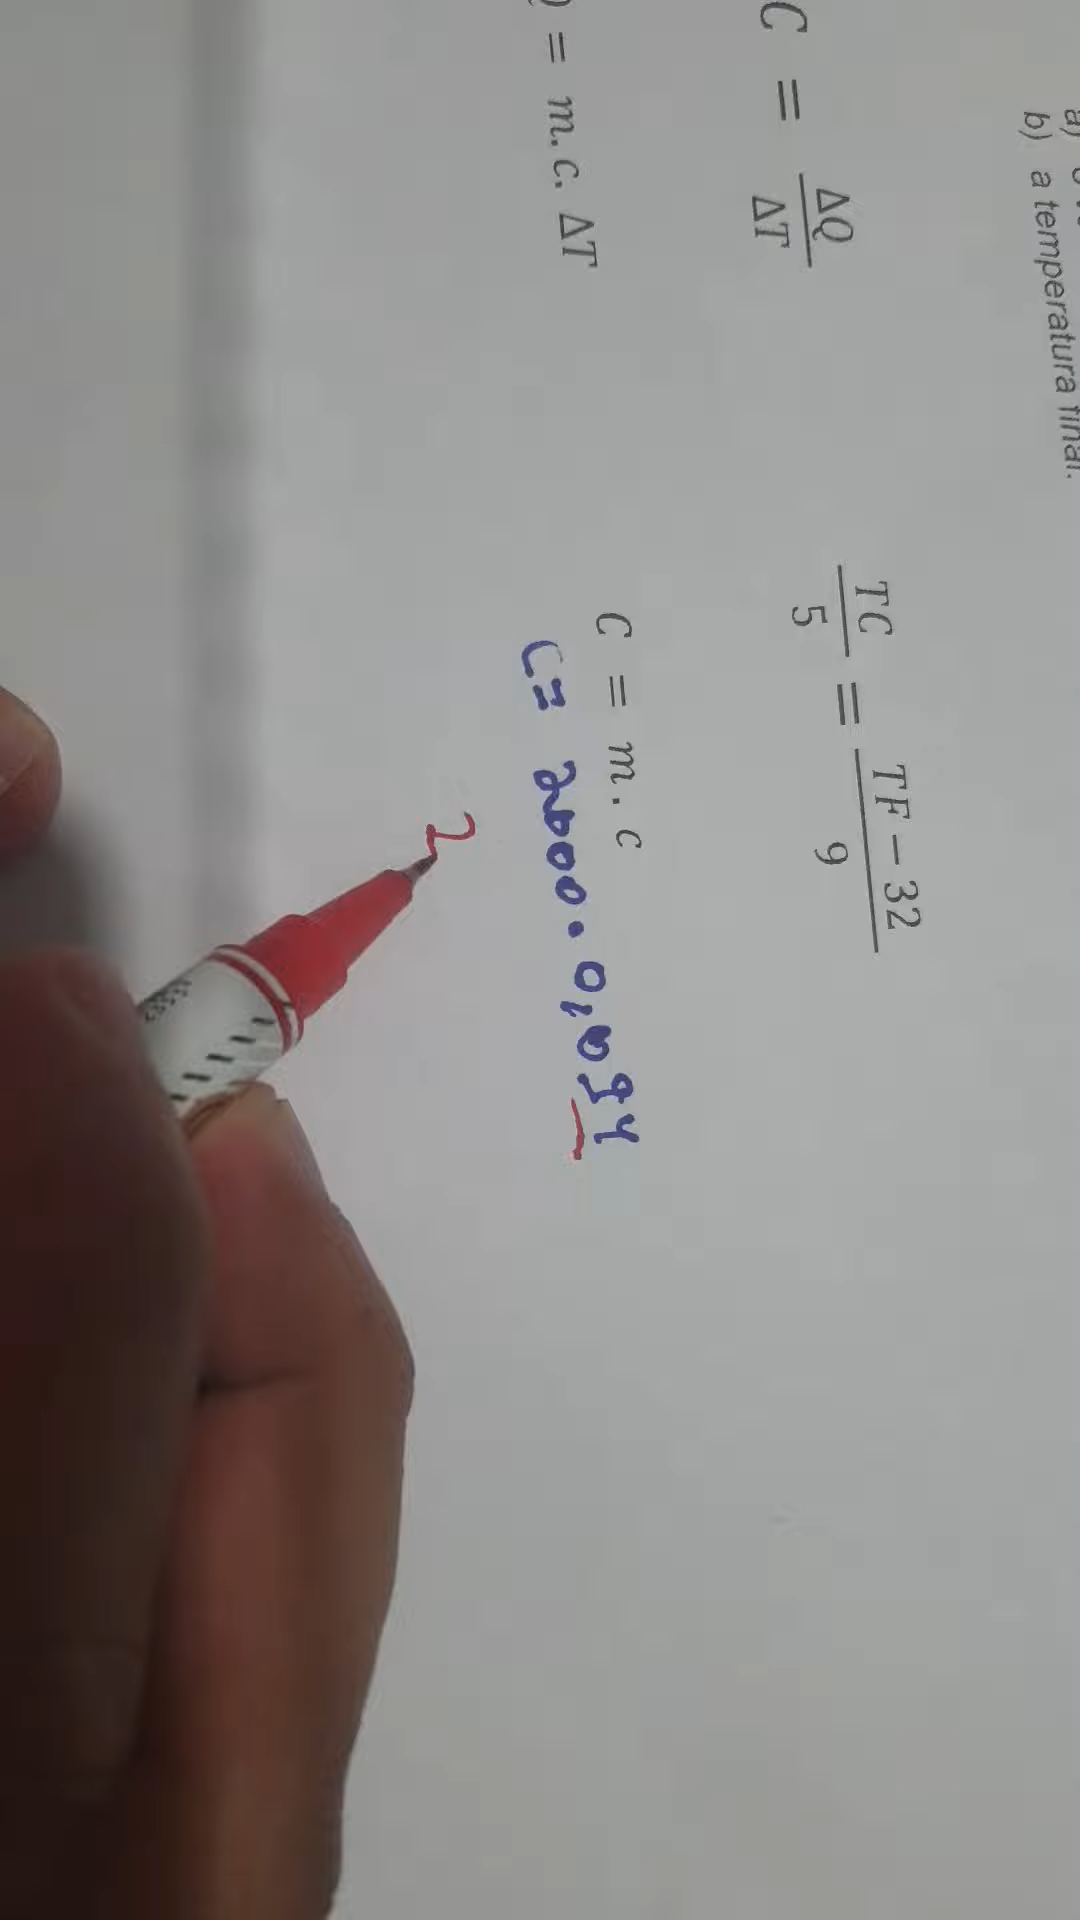 b) a temperatura final.
C = ΔQ/ΔT
TC/5 = TF − 32/9
= m. c. ΔT
C = m. c
C = 2000. 0,094
2